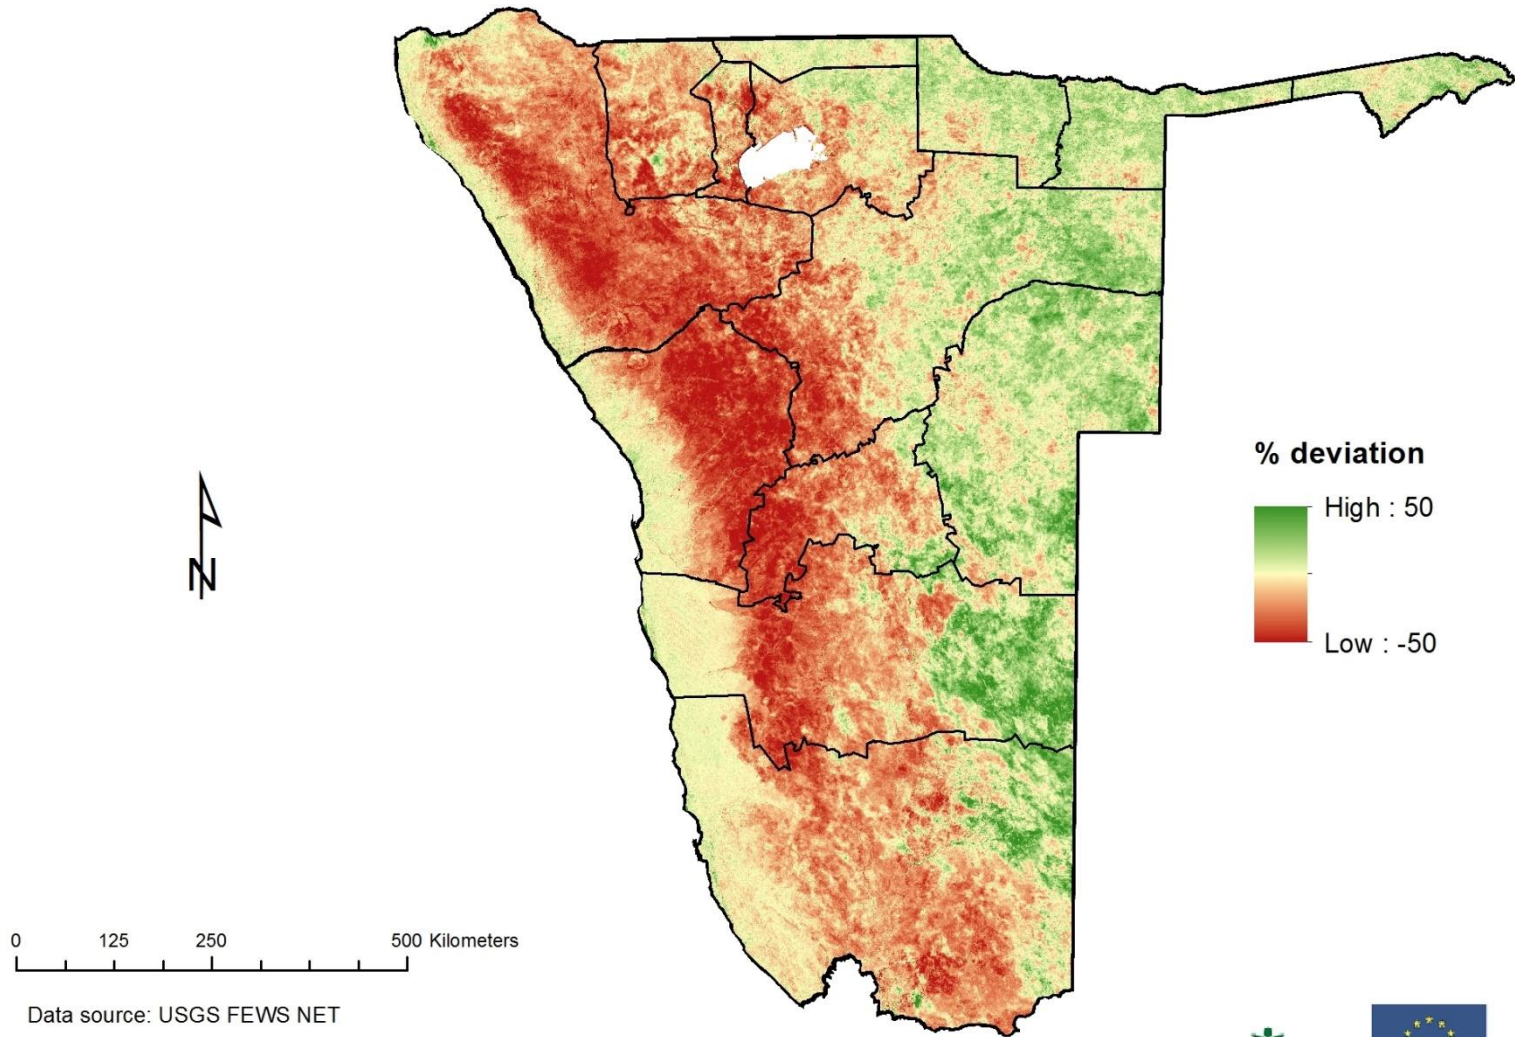 % deviation
High : 50
Low : -50
N
0 125 250 500 Kilometers
Data source: USGS FEWS NET